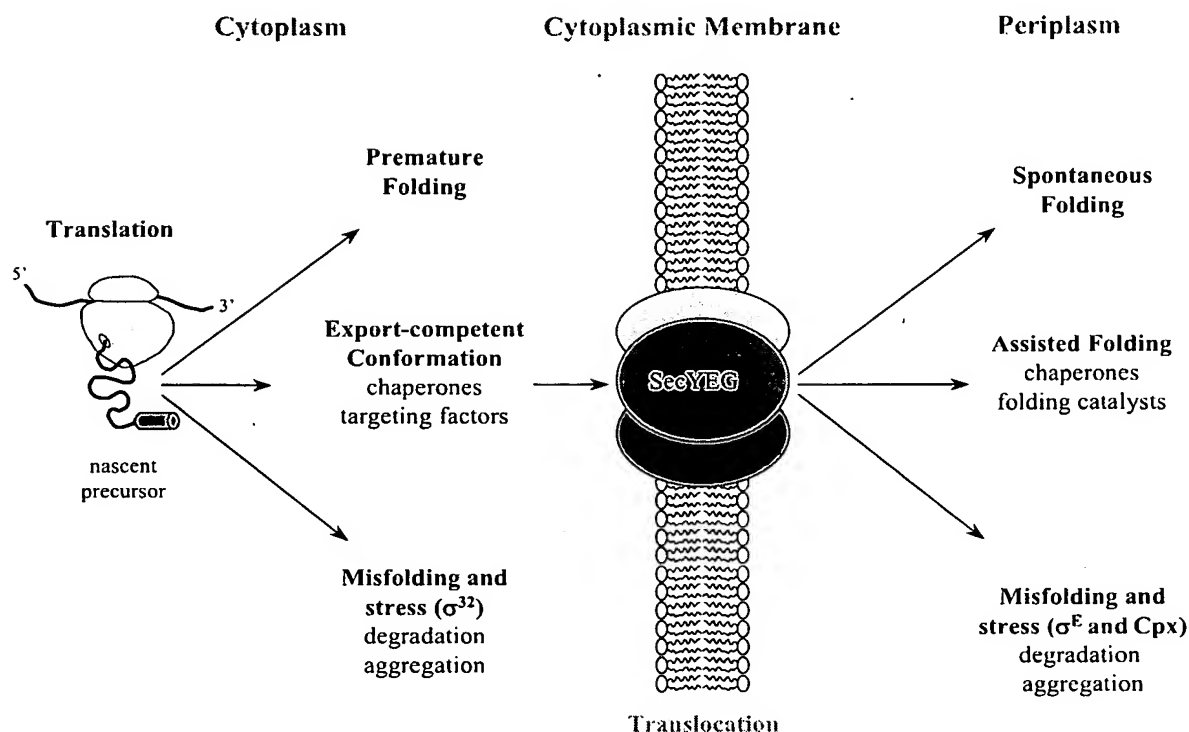 Cytoplasm
Cytoplasmic Membrane
Periplasm
Premature
Folding
Translation
5'
3'
nascent
precursor
Export-competent
Conformation
chaperones
targeting factors
Misfolding and
stress (σ³²)
degradation
aggregation
SecYEG
Translocation
Spontaneous
Folding
Assisted Folding
chaperones
folding catalysts
Misfolding and
stress (σᴱ and Cpx)
degradation
aggregation